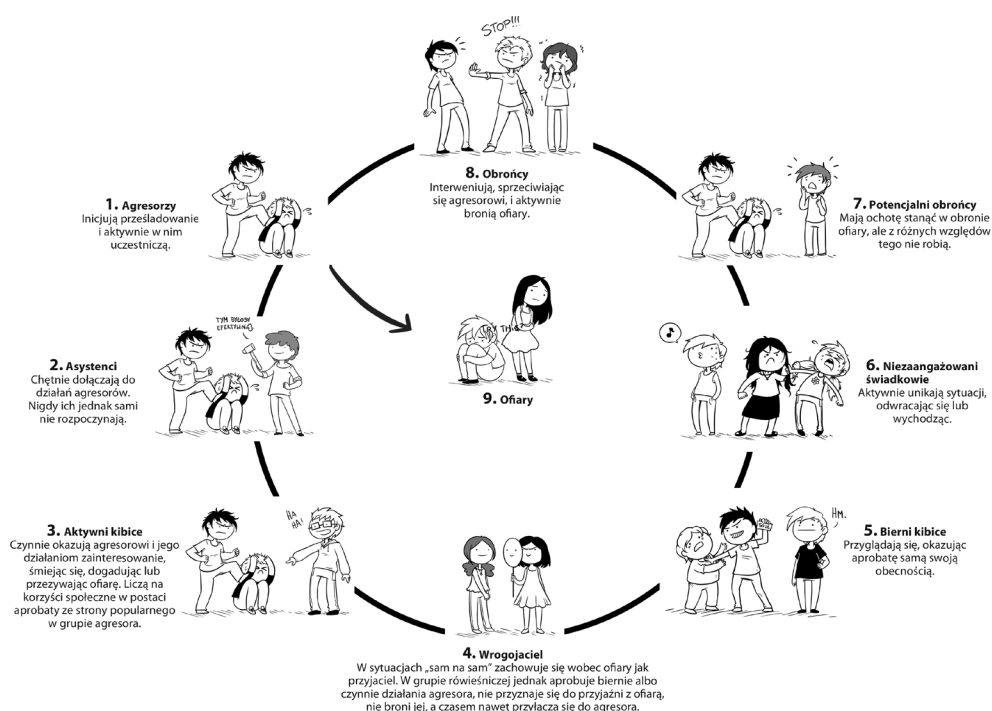 STOP!!!
8. Obrońcy
Interweniują, sprzeciwiając
się agresorowi, i aktywnie
bronią ofiary.
1. Agresorzy
Inicjują prześladowanie
i aktywnie w nim
uczestniczą.
7. Potencjalni obrońcy
Mają ochotę stanąć w obronie
ofiary, ale z różnych względów
tego nie robią.
TRY THIS
9. Ofiary
TYM BYŁOBY
2. Asystenci
Chętnie dołączają do
działań agresorów.
Nigdy ich jednak sami
nie rozpoczynają.
6. Niezaangażowani
świadkowie
Aktywnie unikają sytuacji,
odwracając się lub
wychodząc.
HA
HA!
3. Aktywni kibice
Czynnie okazują agresorowi i jego
działaniom zainteresowanie,
śmiejąc się, dogadując lub
przezywając ofiarę. Liczą na
korzyści społeczne w postaci
aprobaty ze strony popularnego
w grupie agresora.
HM.
5. Bierni kibice
Przyglądają się, okazując
aprobatę samą swoją
obecnością.
4. Wrogojaciel
W sytuacjach „sam na sam” zachowuje się wobec ofiary jak
przyjaciel. W grupie rówieśniczej jednak aprobuje biernie albo
czynnie działania agresora, nie przyznaje się do przyjaźni z ofiarą,
nie broni jej, a czasem nawet przyłącza się do agresora.